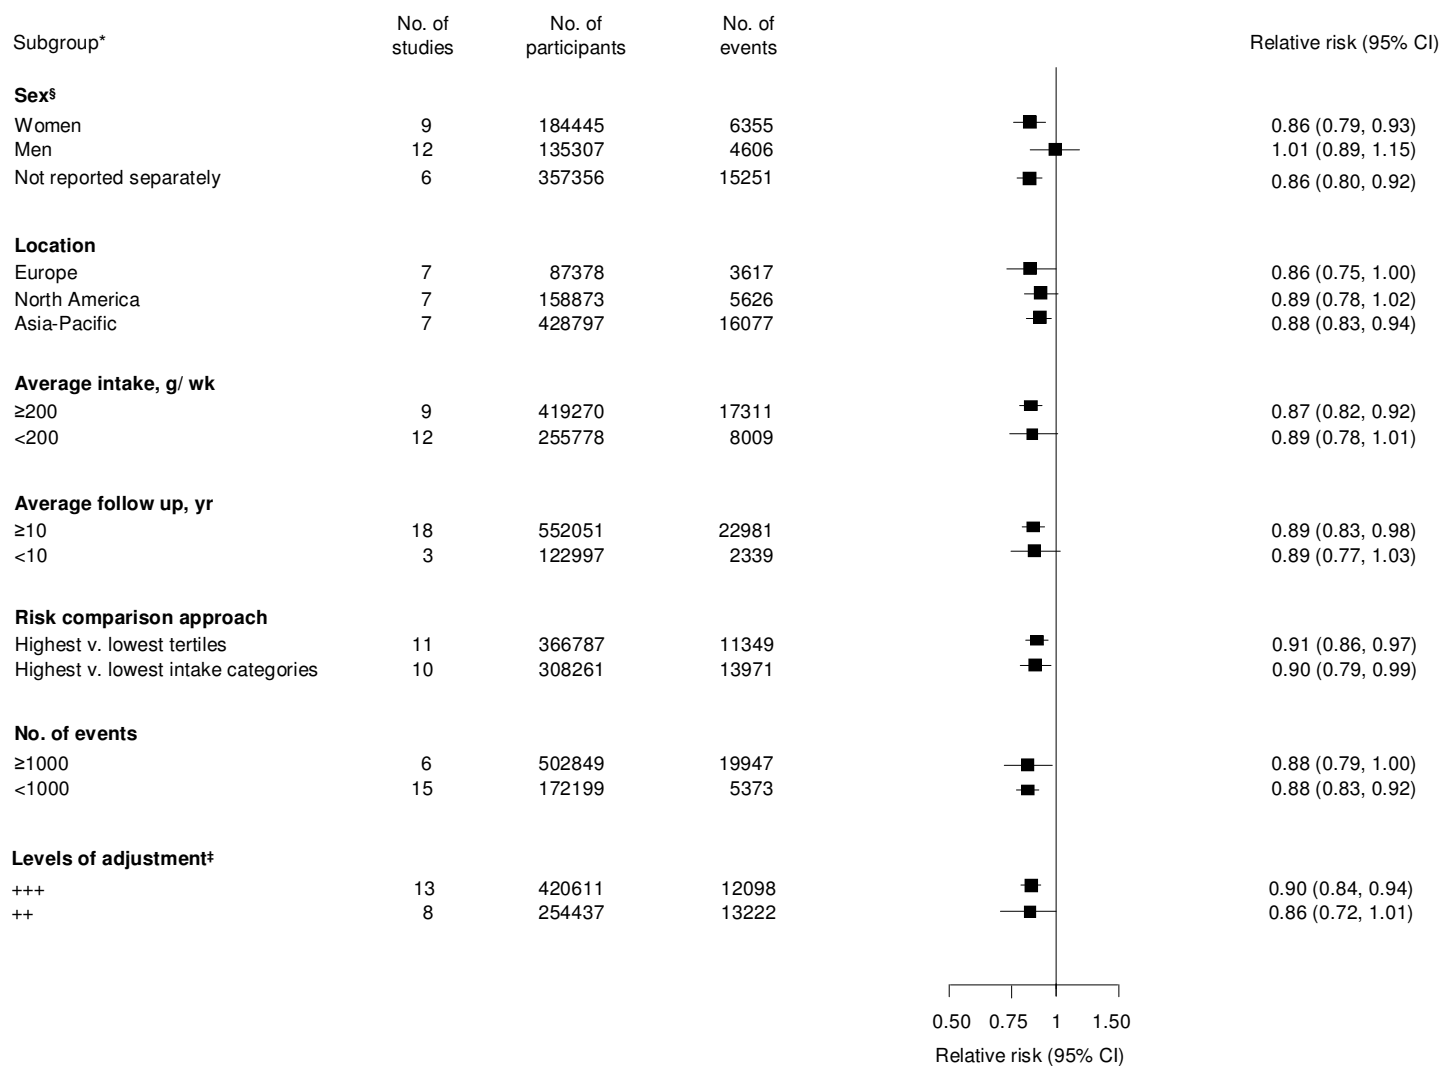 Subgroup* No. of studies No. of participants No. of events Relative risk (95% CI)
Sex§
Women 9 184445 6355 0.86 (0.79, 0.93)
Men 12 135307 4606 1.01 (0.89, 1.15)
Not reported separately 6 357356 15251 0.86 (0.80, 0.92)
Location
Europe 7 87378 3617 0.86 (0.75, 1.00)
North America 7 158873 5626 0.89 (0.78, 1.02)
Asia-Pacific 7 428797 16077 0.88 (0.83, 0.94)
Average intake, g/ wk
≥200 9 419270 17311 0.87 (0.82, 0.92)
<200 12 255778 8009 0.89 (0.78, 1.01)
Average follow up, yr
≥10 18 552051 22981 0.89 (0.83, 0.98)
<10 3 122997 2339 0.89 (0.77, 1.03)
Risk comparison approach
Highest v. lowest tertiles 11 366787 11349 0.91 (0.86, 0.97)
Highest v. lowest intake categories 10 308261 13971 0.90 (0.79, 0.99)
No. of events
≥1000 6 502849 19947 0.88 (0.79, 1.00)
<1000 15 172199 5373 0.88 (0.83, 0.92)
Levels of adjustment‡
+++ 13 420611 12098 0.90 (0.84, 0.94)
++ 8 254437 13222 0.86 (0.72, 1.01)
0.50 0.75 1 1.50
Relative risk (95% CI)